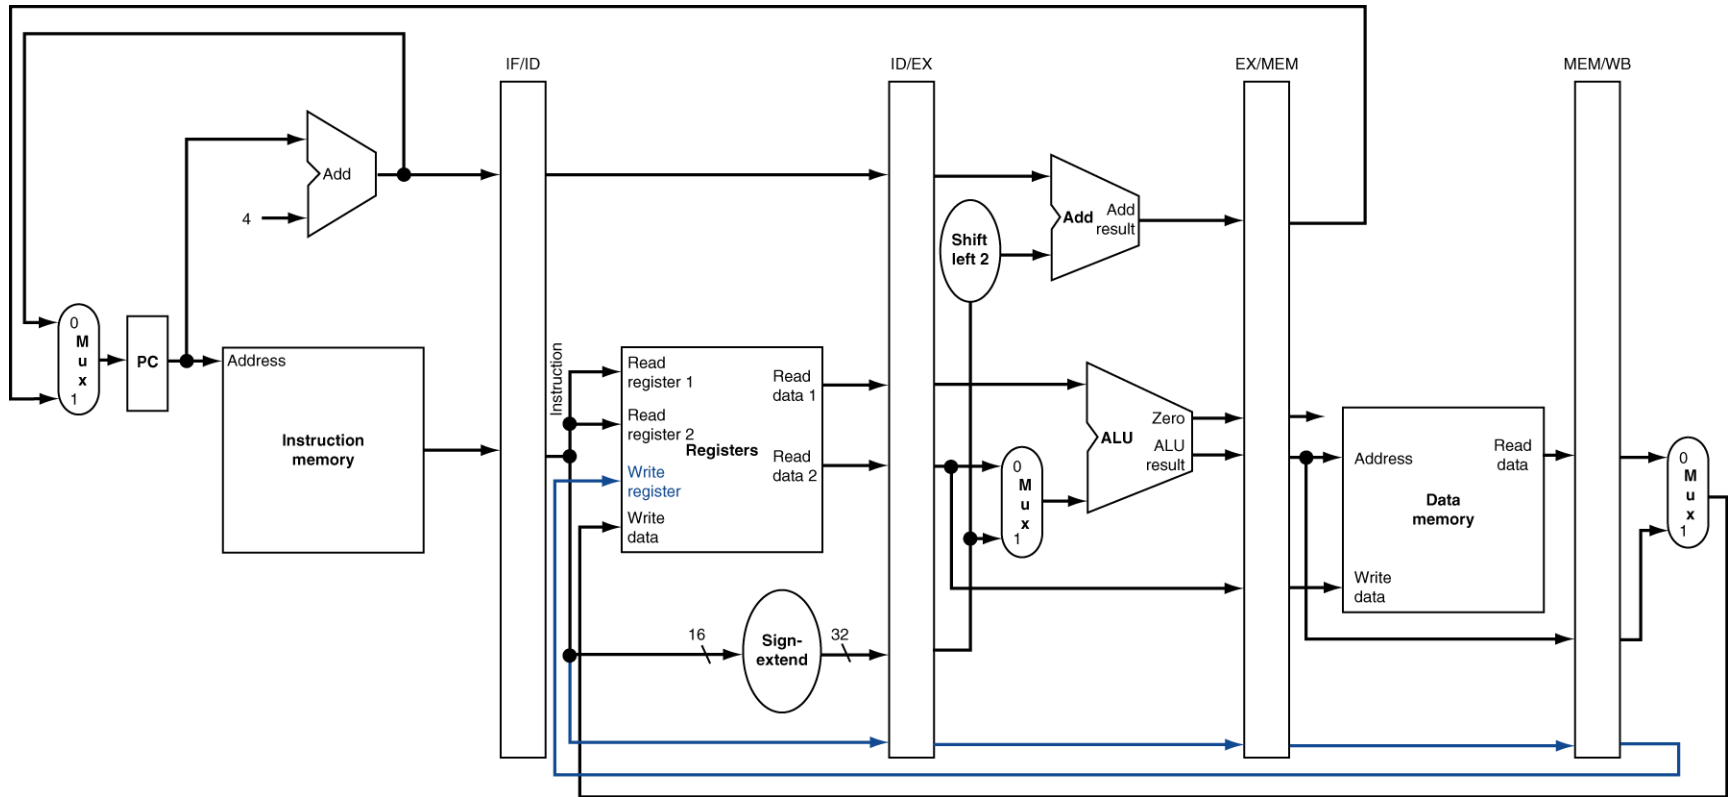 IF/ID
ID/EX
EX/MEM
MEM/WB
Add
4
Add
Add
result
Shift
left 2
0
M
u
x
1
PC
Address
Instruction
memory
Instruction
Read
register 1
Read
register 2
Write
register
Write
data
Registers
Read
data 1
Read
data 2
16
Sign-
extend
32
0
M
u
x
1
ALU
Zero
ALU
result
Address
Read
data
Data
memory
Write
data
0
M
u
x
1